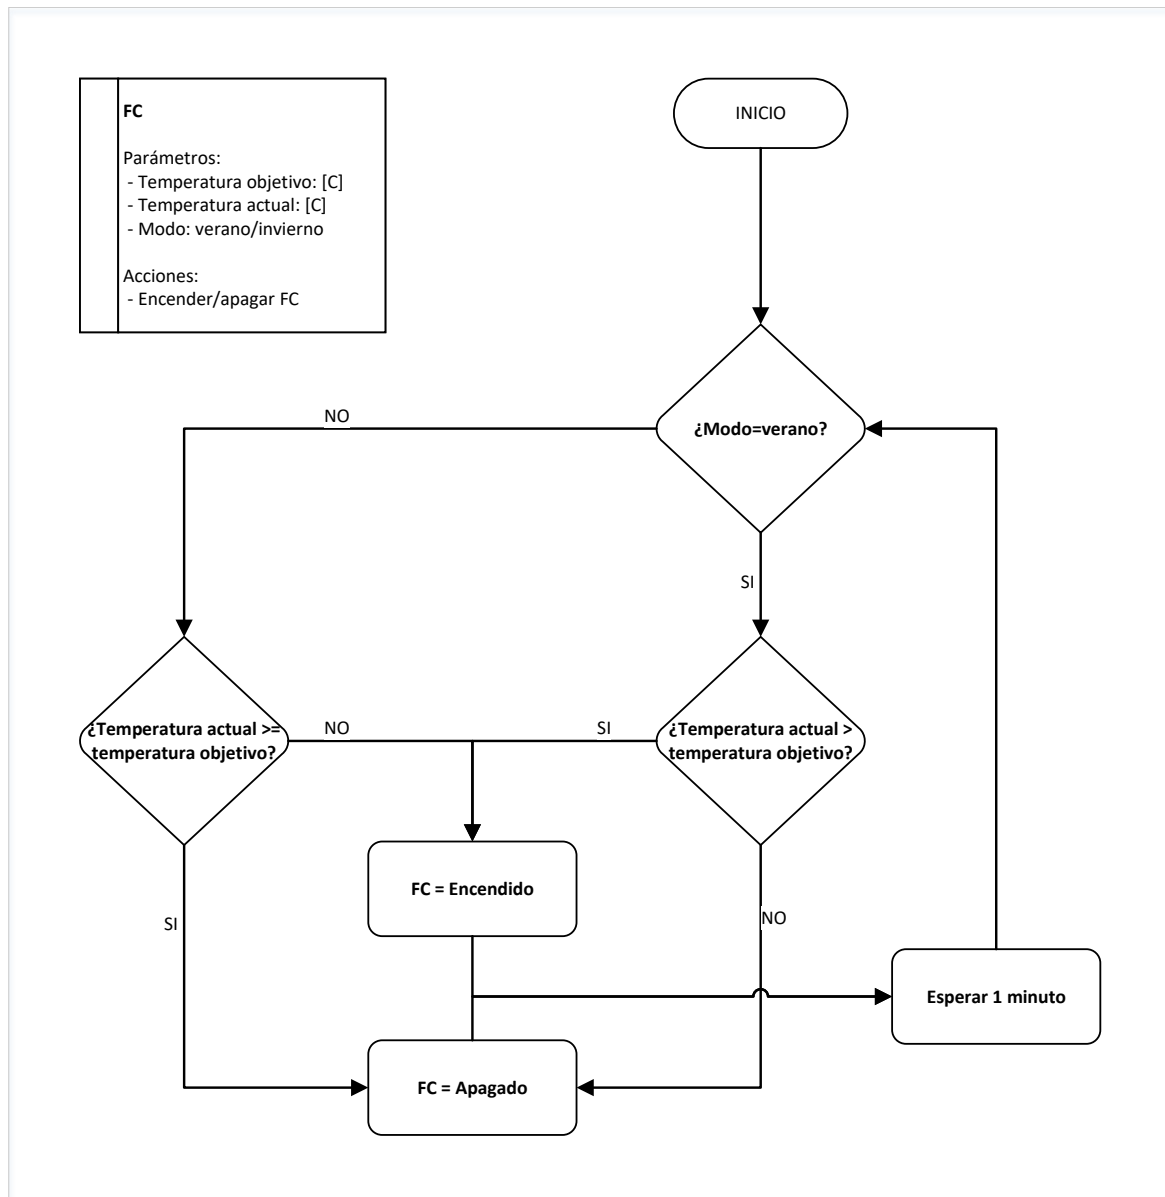 FC
Parámetros:
- Temperatura objetivo: [C]
- Temperatura actual: [C]
- Modo: verano/invierno
Acciones:
- Encender/apagar FC
INICIO
¿Modo=verano?
NO
SI
¿Temperatura actual >=
temperatura objetivo?
NO
SI
¿Temperatura actual >
temperatura objetivo?
FC = Encendido
SI
NO
Esperar 1 minuto
FC = Apagado